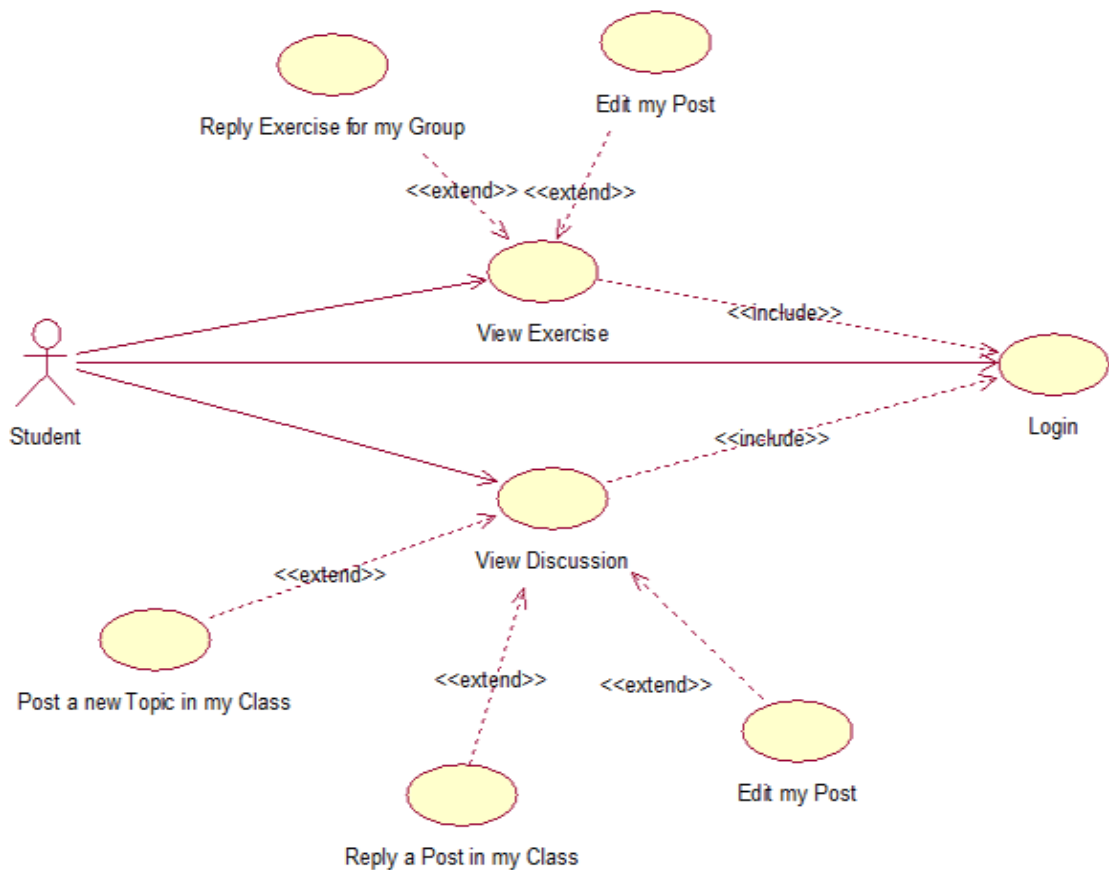 Edit my Post
Reply Exercise for my Group
<<extend>>
<<extend>>
<<include>>
View Exercise
Student
Login
<<include>>
View Discussion
<<extend>>
<<extend>>
<<extend>>
Post a new Topic in my Class
Edit my Post
Reply a Post in my Class